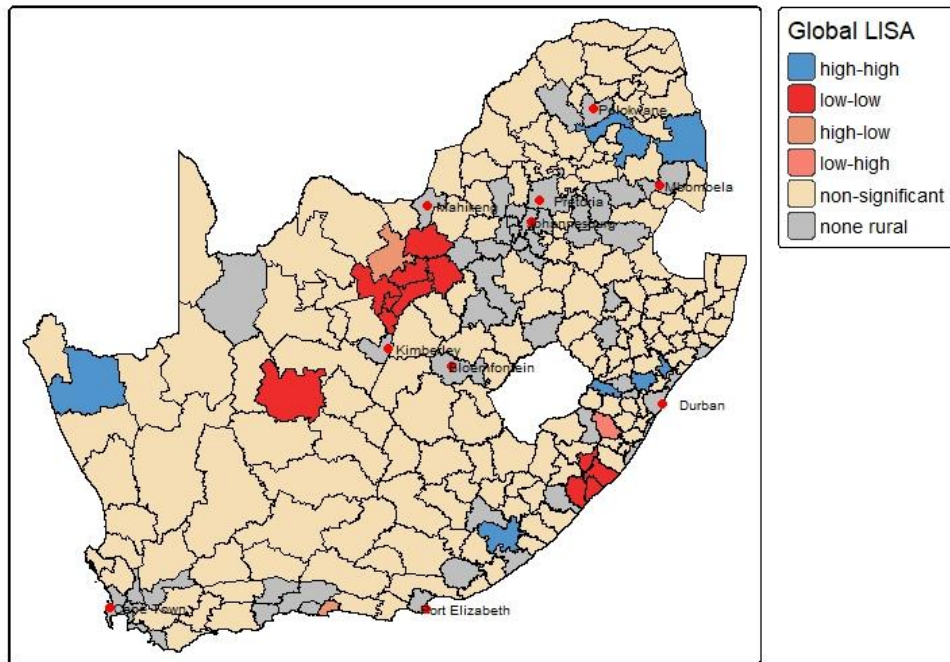 Global LISA
high-high
low-low
high-low
low-high
non-significant
none rural
Polokwane
Mbombela
Pretoria
Mahikeng
Johannesburg
Kimberley
Bloemfontein
Durban
Cape Town
Port Elizabeth